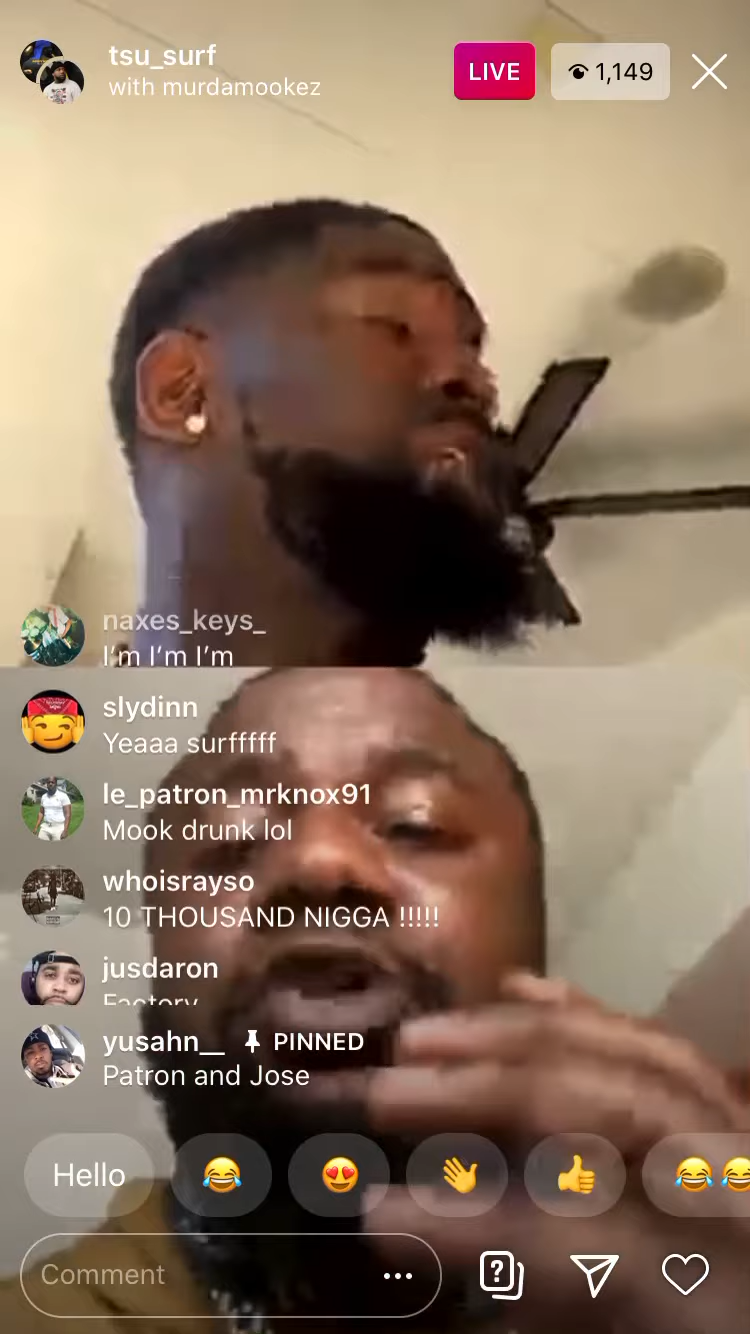 tsu_surf
with murdamookez
LIVE
1,149
naxes_keys_
I'm I'm I'm
slydinn
Yeaaa surfffff
le_patron_mrknox91
Mook drunk lol
whoisrayso
10 THOUSAND NIGGA !!!!!
jusdaron
Factory
yusahn__ PINNED
Patron and Jose
Hello
Comment